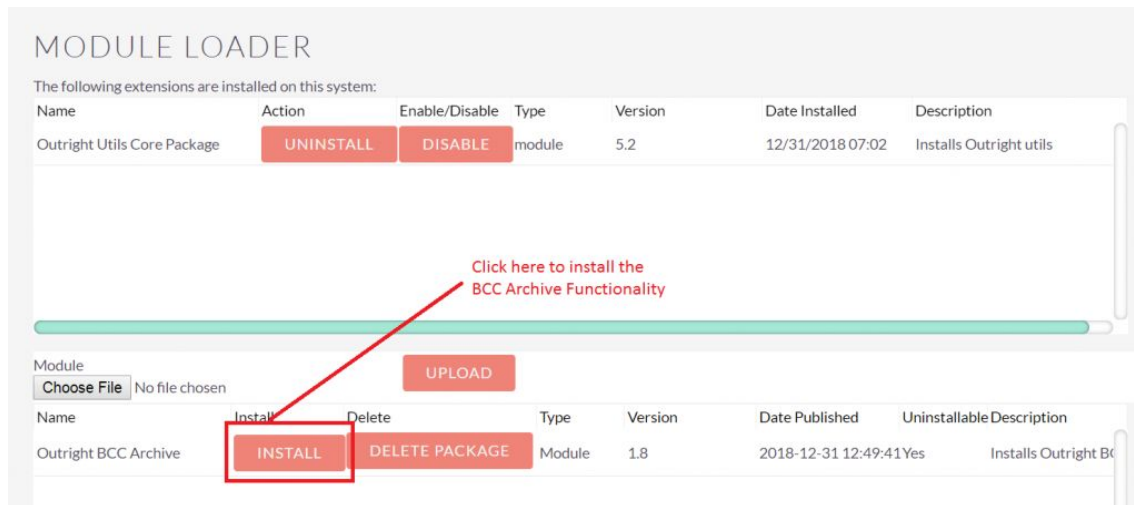 MODULE LOADER
The following extensions are installed on this system:
Name Action Enable/Disable Type Version Date Installed Description
Outright Utils Core Package UNINSTALL DISABLE module 5.2 12/31/2018 07:02 Installs Outright utils
Click here to install the
BCC Archive Functionality
Module
UPLOAD
Choose File No file chosen
Name Install Delete Type Version Date Published Uninstallable Description
Outright BCC Archive INSTALL DELETE PACKAGE Module 1.8 2018-12-31 12:49:41 Yes Installs Outright